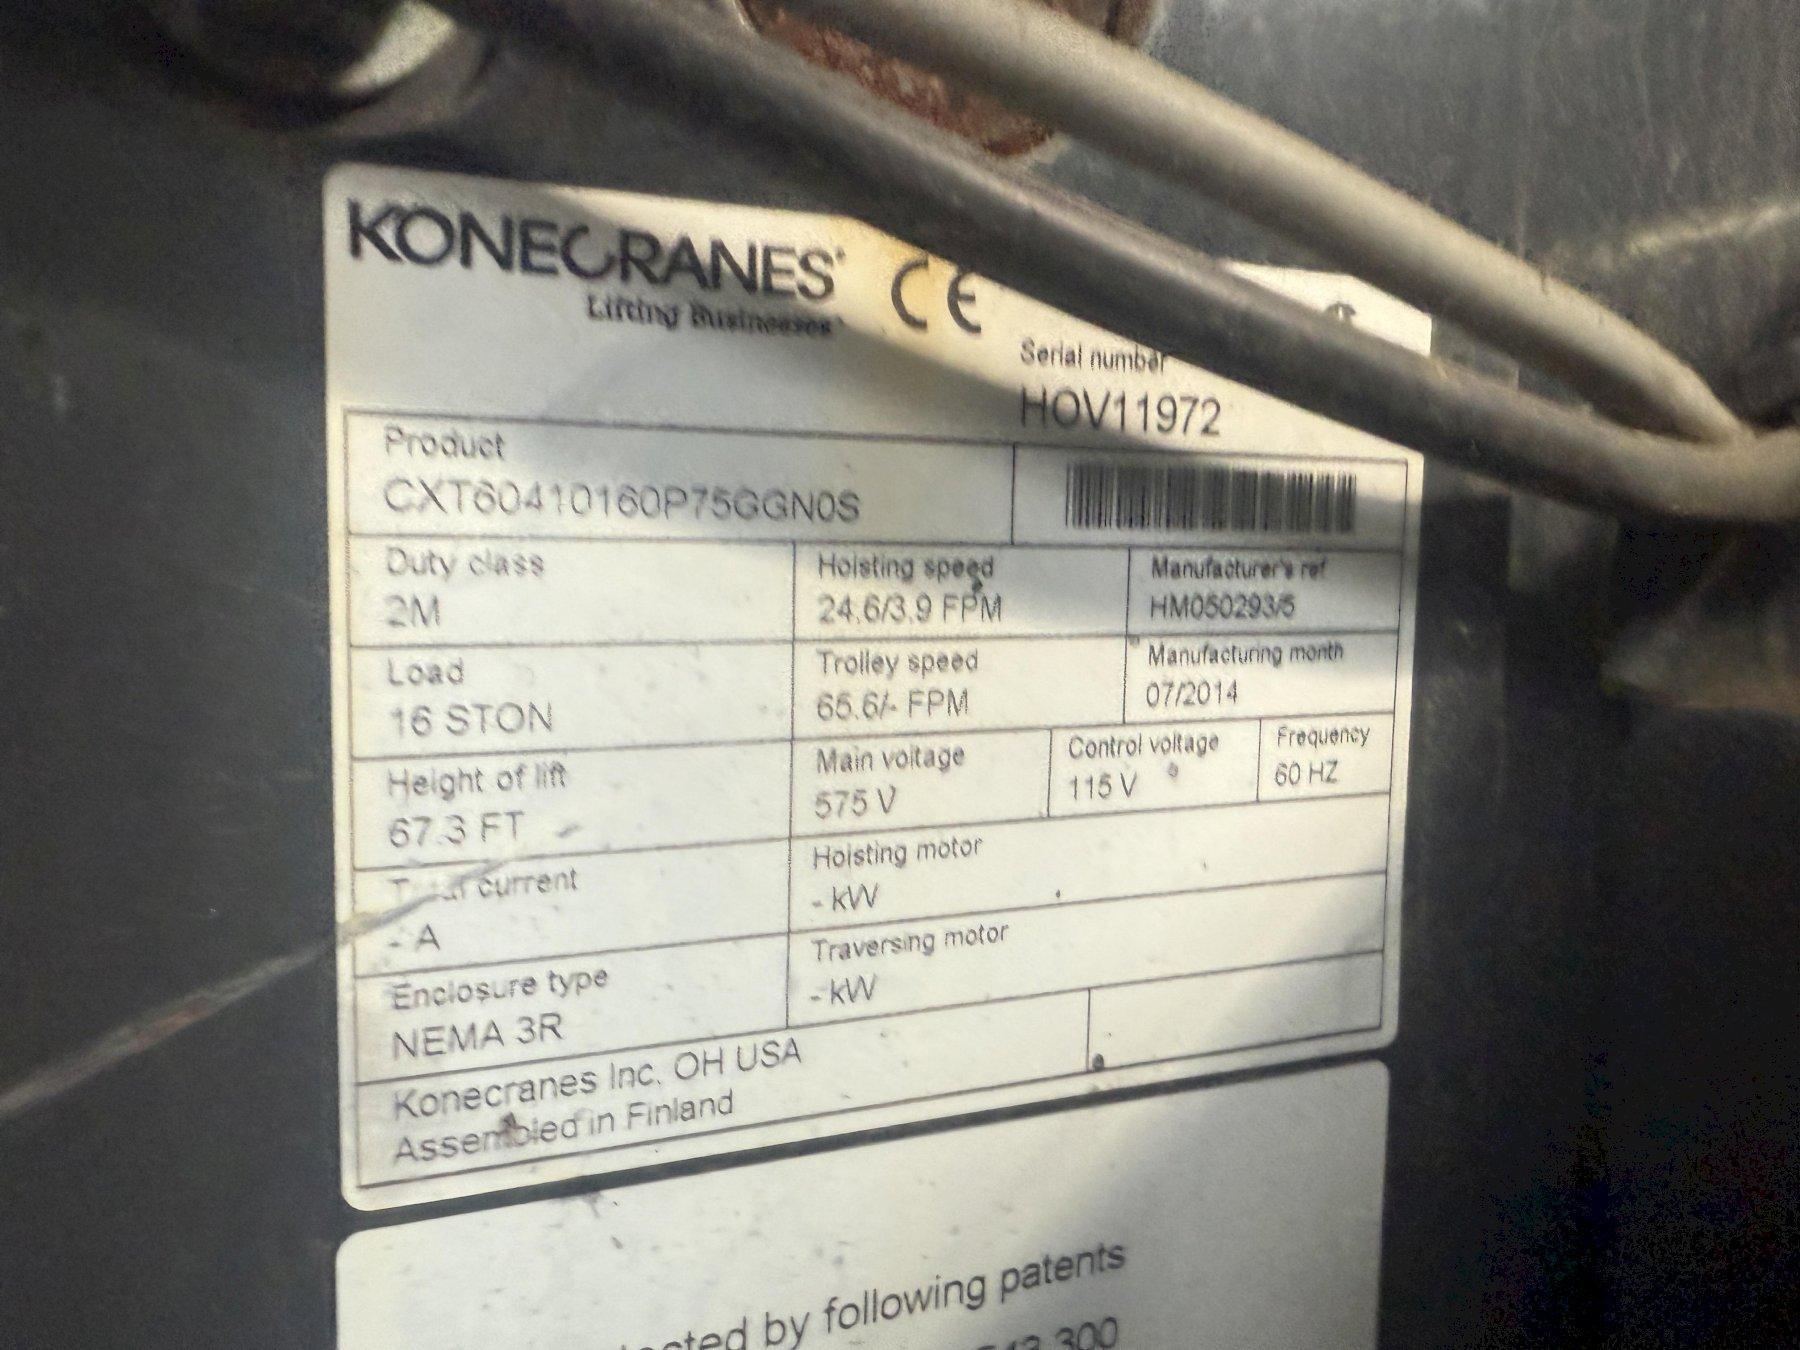 KONECRANES®
Lifting Businesses™
CE
Serial number
HOV11972
Product
CXT60410160P75GGN0S
Duty class
2M
Hoisting speed
24.6/3.9 FPM
Manufacturer's ref
HM050293/5
Load
16 STON
Trolley speed
65.6/- FPM
Manufacturing month
07/2014
Height of lift
67.3 FT
Main voltage
575 V
Control voltage
115 V
Frequency
60 HZ
Total current
- A
Hoisting motor
- kW
Enclosure type
NEMA 3R
Traversing motor
- kW
Konecranes Inc. OH USA
Assembled in Finland
by following patents
300